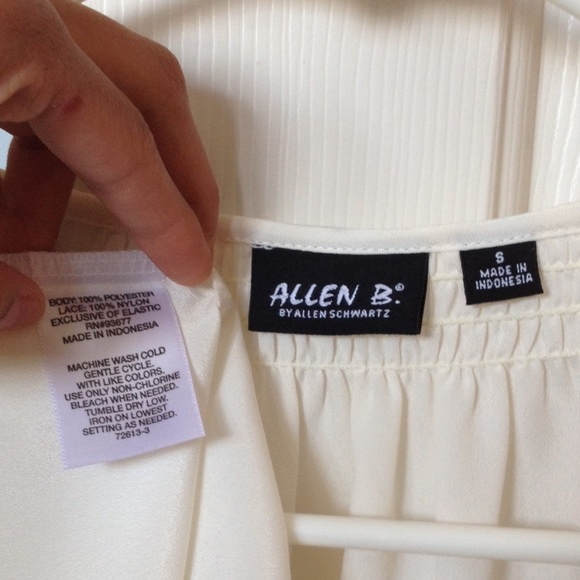 BODY: 100% POLYESTER
LACE: 100% NYLON
EXCLUSIVE OF ELASTIC
RN#93677
MADE IN INDONESIA
MACHINE WASH COLD
GENTLE CYCLE.
WITH LIKE COLORS.
USE ONLY NON-CHLORINE
BLEACH WHEN NEEDED.
TUMBLE DRY LOW.
IRON ON LOWEST
SETTING AS NEEDED.
72613-3
ALLEN B.©
BY ALLEN SCHWARTZ
S
MADE IN
INDONESIA